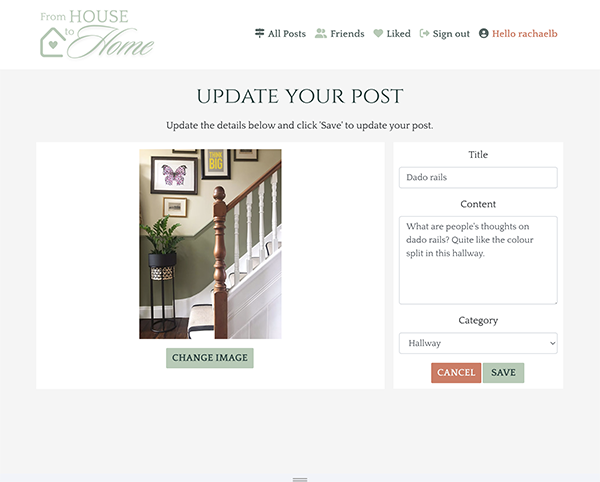 From HOUSE
to Home
All Posts Friends Liked Sign out Hello rachaelb
UPDATE YOUR POST
Update the details below and click 'Save' to update your post.
THINK
BIG
CHANGE IMAGE
Title
Dado rails
Content
What are people's thoughts on
dado rails? Quite like the colour
split in this hallway.
Category
Hallway
CANCEL SAVE